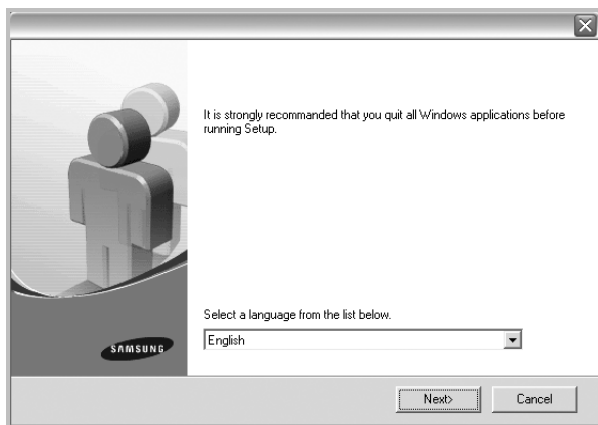 It is strongly recommanded that you quit all Windows applications before
running Setup.
Select a language from the list below.
English
SAMSUNG
Next>
Cancel